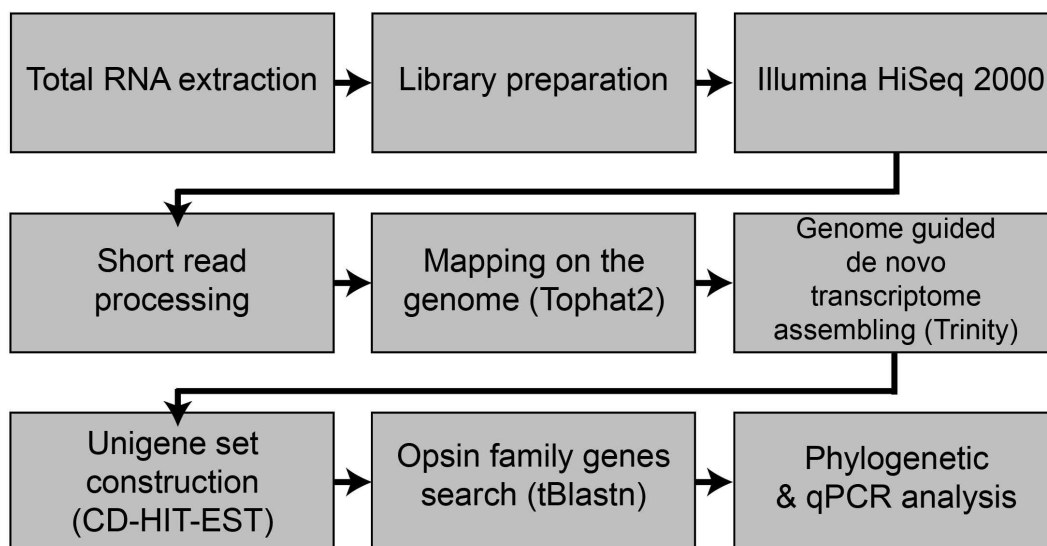 Total RNA extraction
Library preparation
Illumina HiSeq 2000
Short read
processing
Mapping on the
genome (Tophat2)
Genome guided
de novo
transcriptome
assembling (Trinity)
Unigene set
construction
(CD-HIT-EST)
Opsin family genes
search (tBlastn)
Phylogenetic
& qPCR analysis